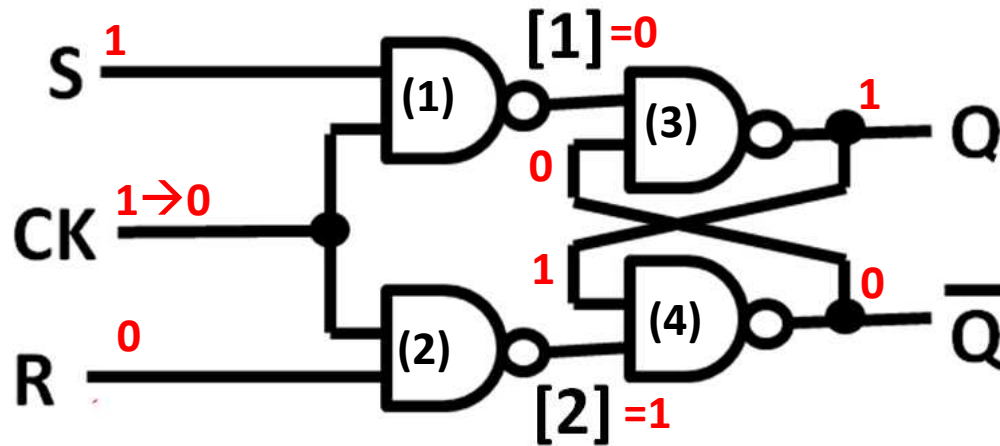 S 1 (1) [1] =0 (3) 1 Q
0
CK 1→0
1
R 0 (2) [2] =1 (4) 0 Q̅